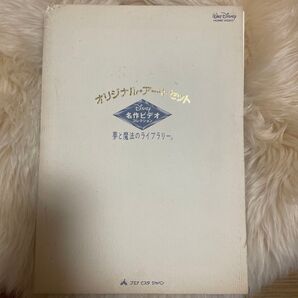 WALT DISNEY
HOME VIDEO
オリジナル・アートセット
Disney
名作ビデオ
コレクション
夢と魔法のライブラリー。
ブエナ ビスタ ジャパン